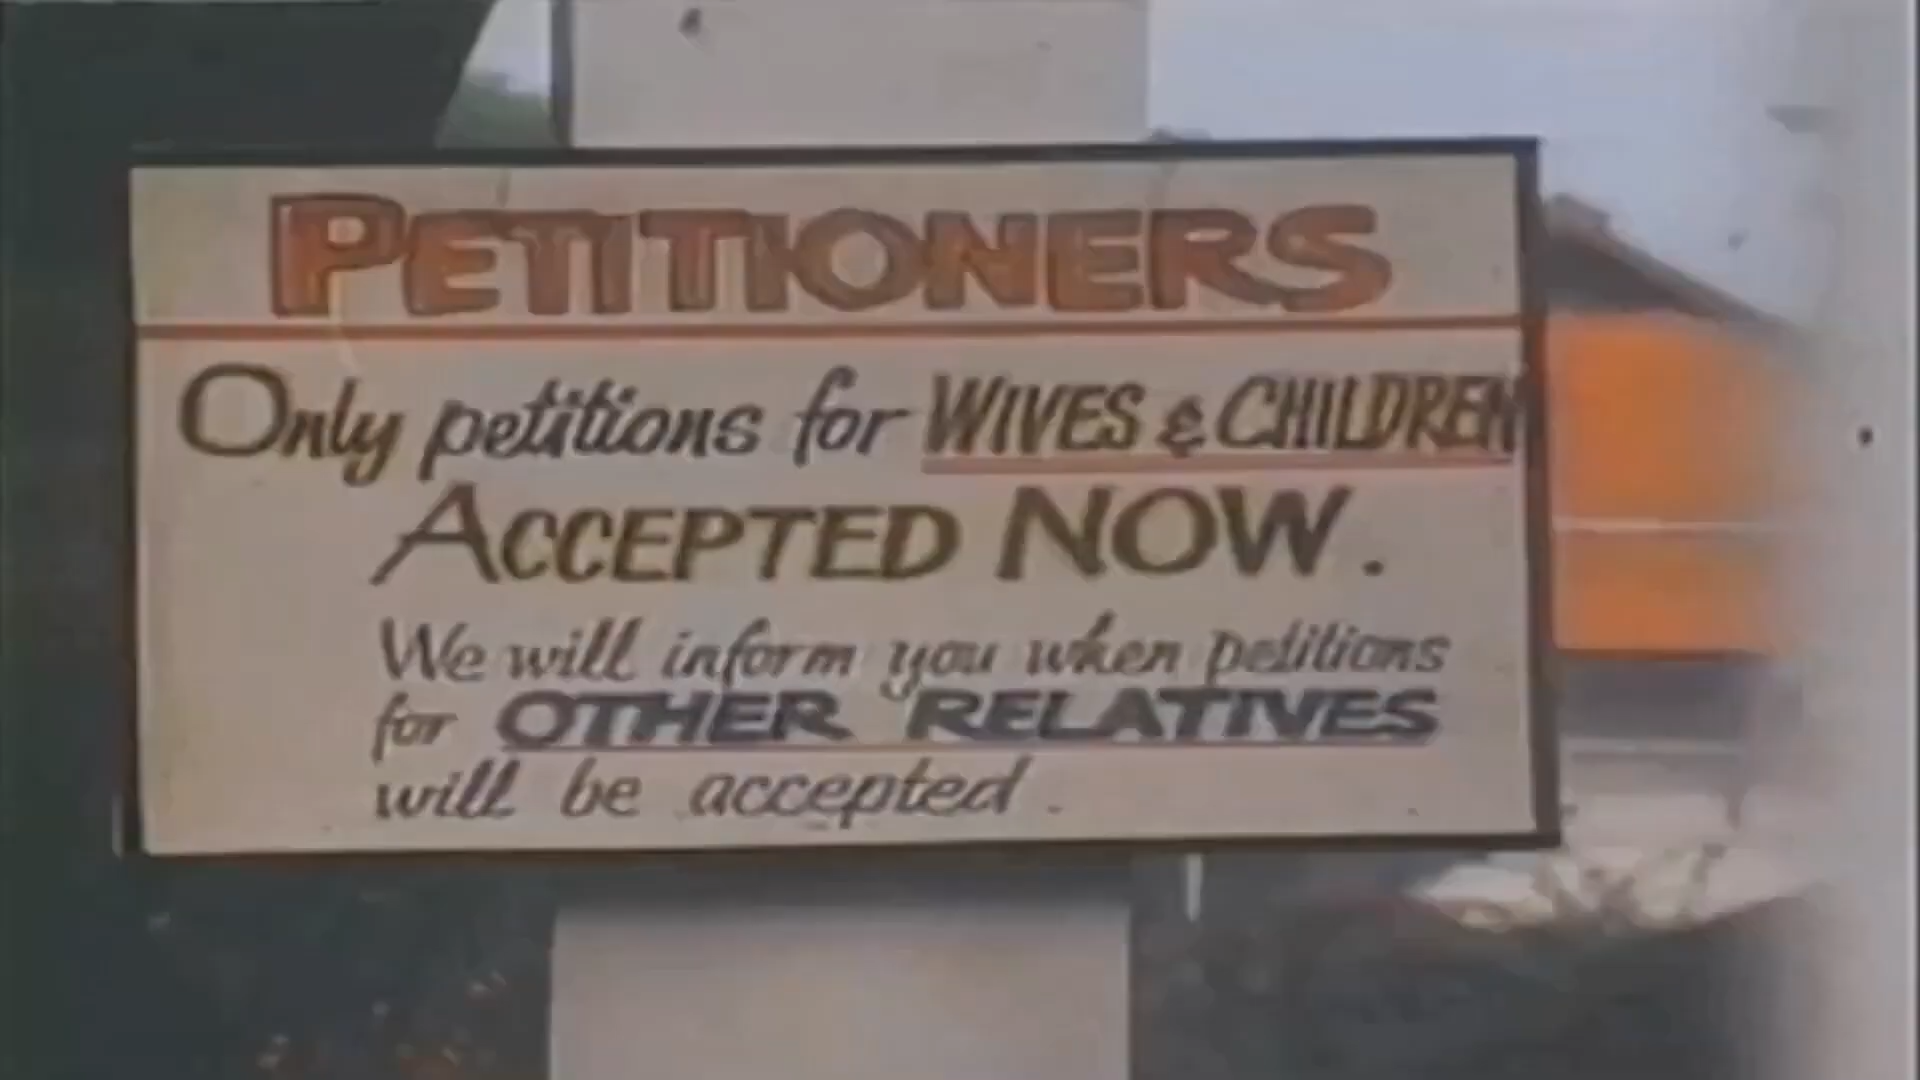 PETITIONERS
Only petitions for WIVES & CHILDREN
ACCEPTED NOW.
We will inform you when petitions
for OTHER RELATIVES
will be accepted.